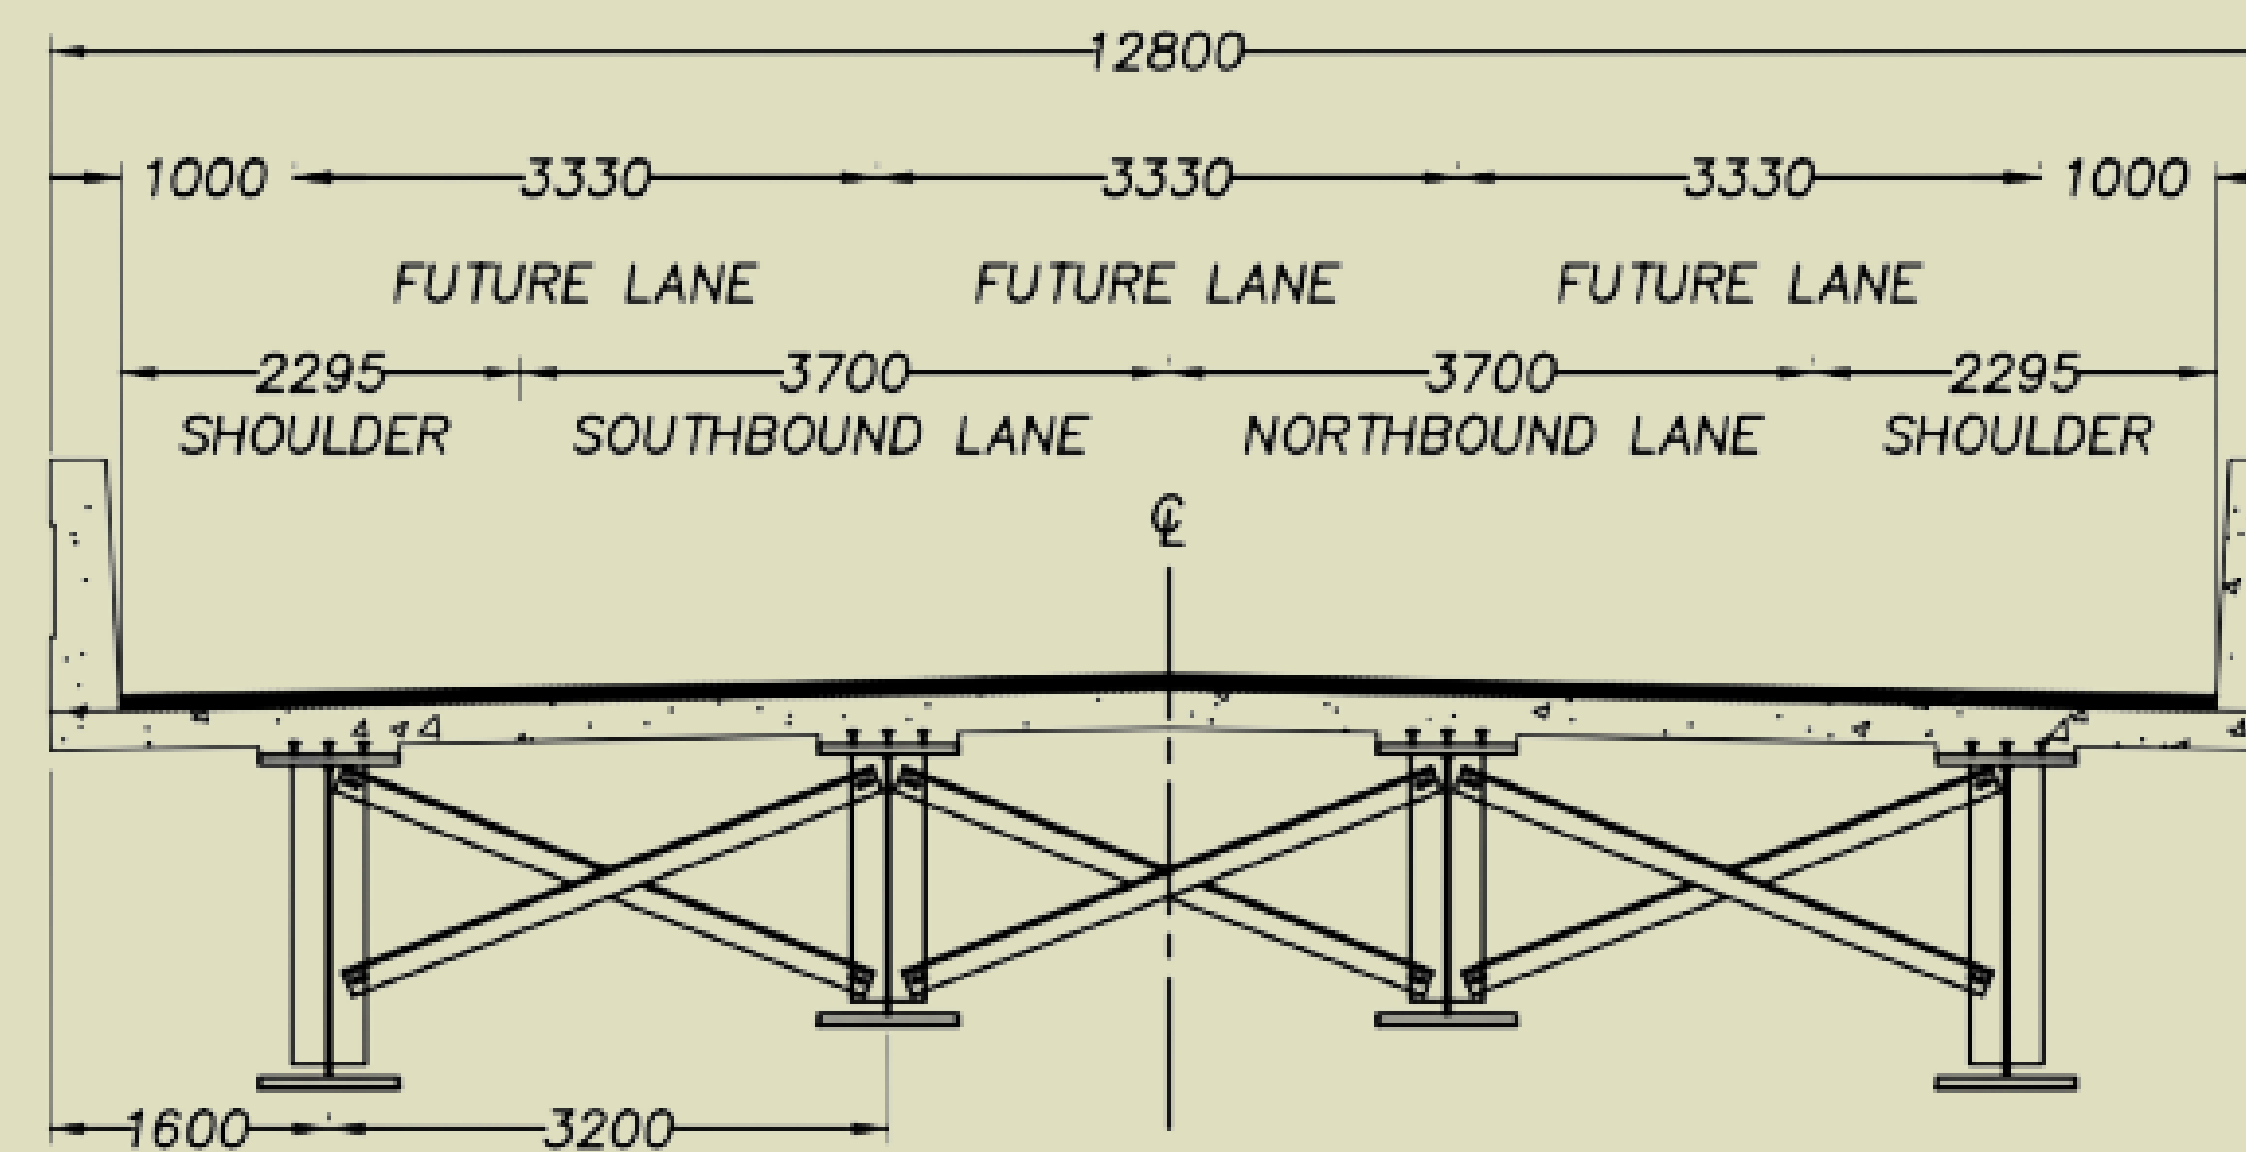 12800
1000 3330 3330 3330 1000
FUTURE LANE FUTURE LANE FUTURE LANE
2295 3700 3700 2295
SHOULDER SOUTHBOUND LANE NORTHBOUND LANE SHOULDER
℄
1600 3200